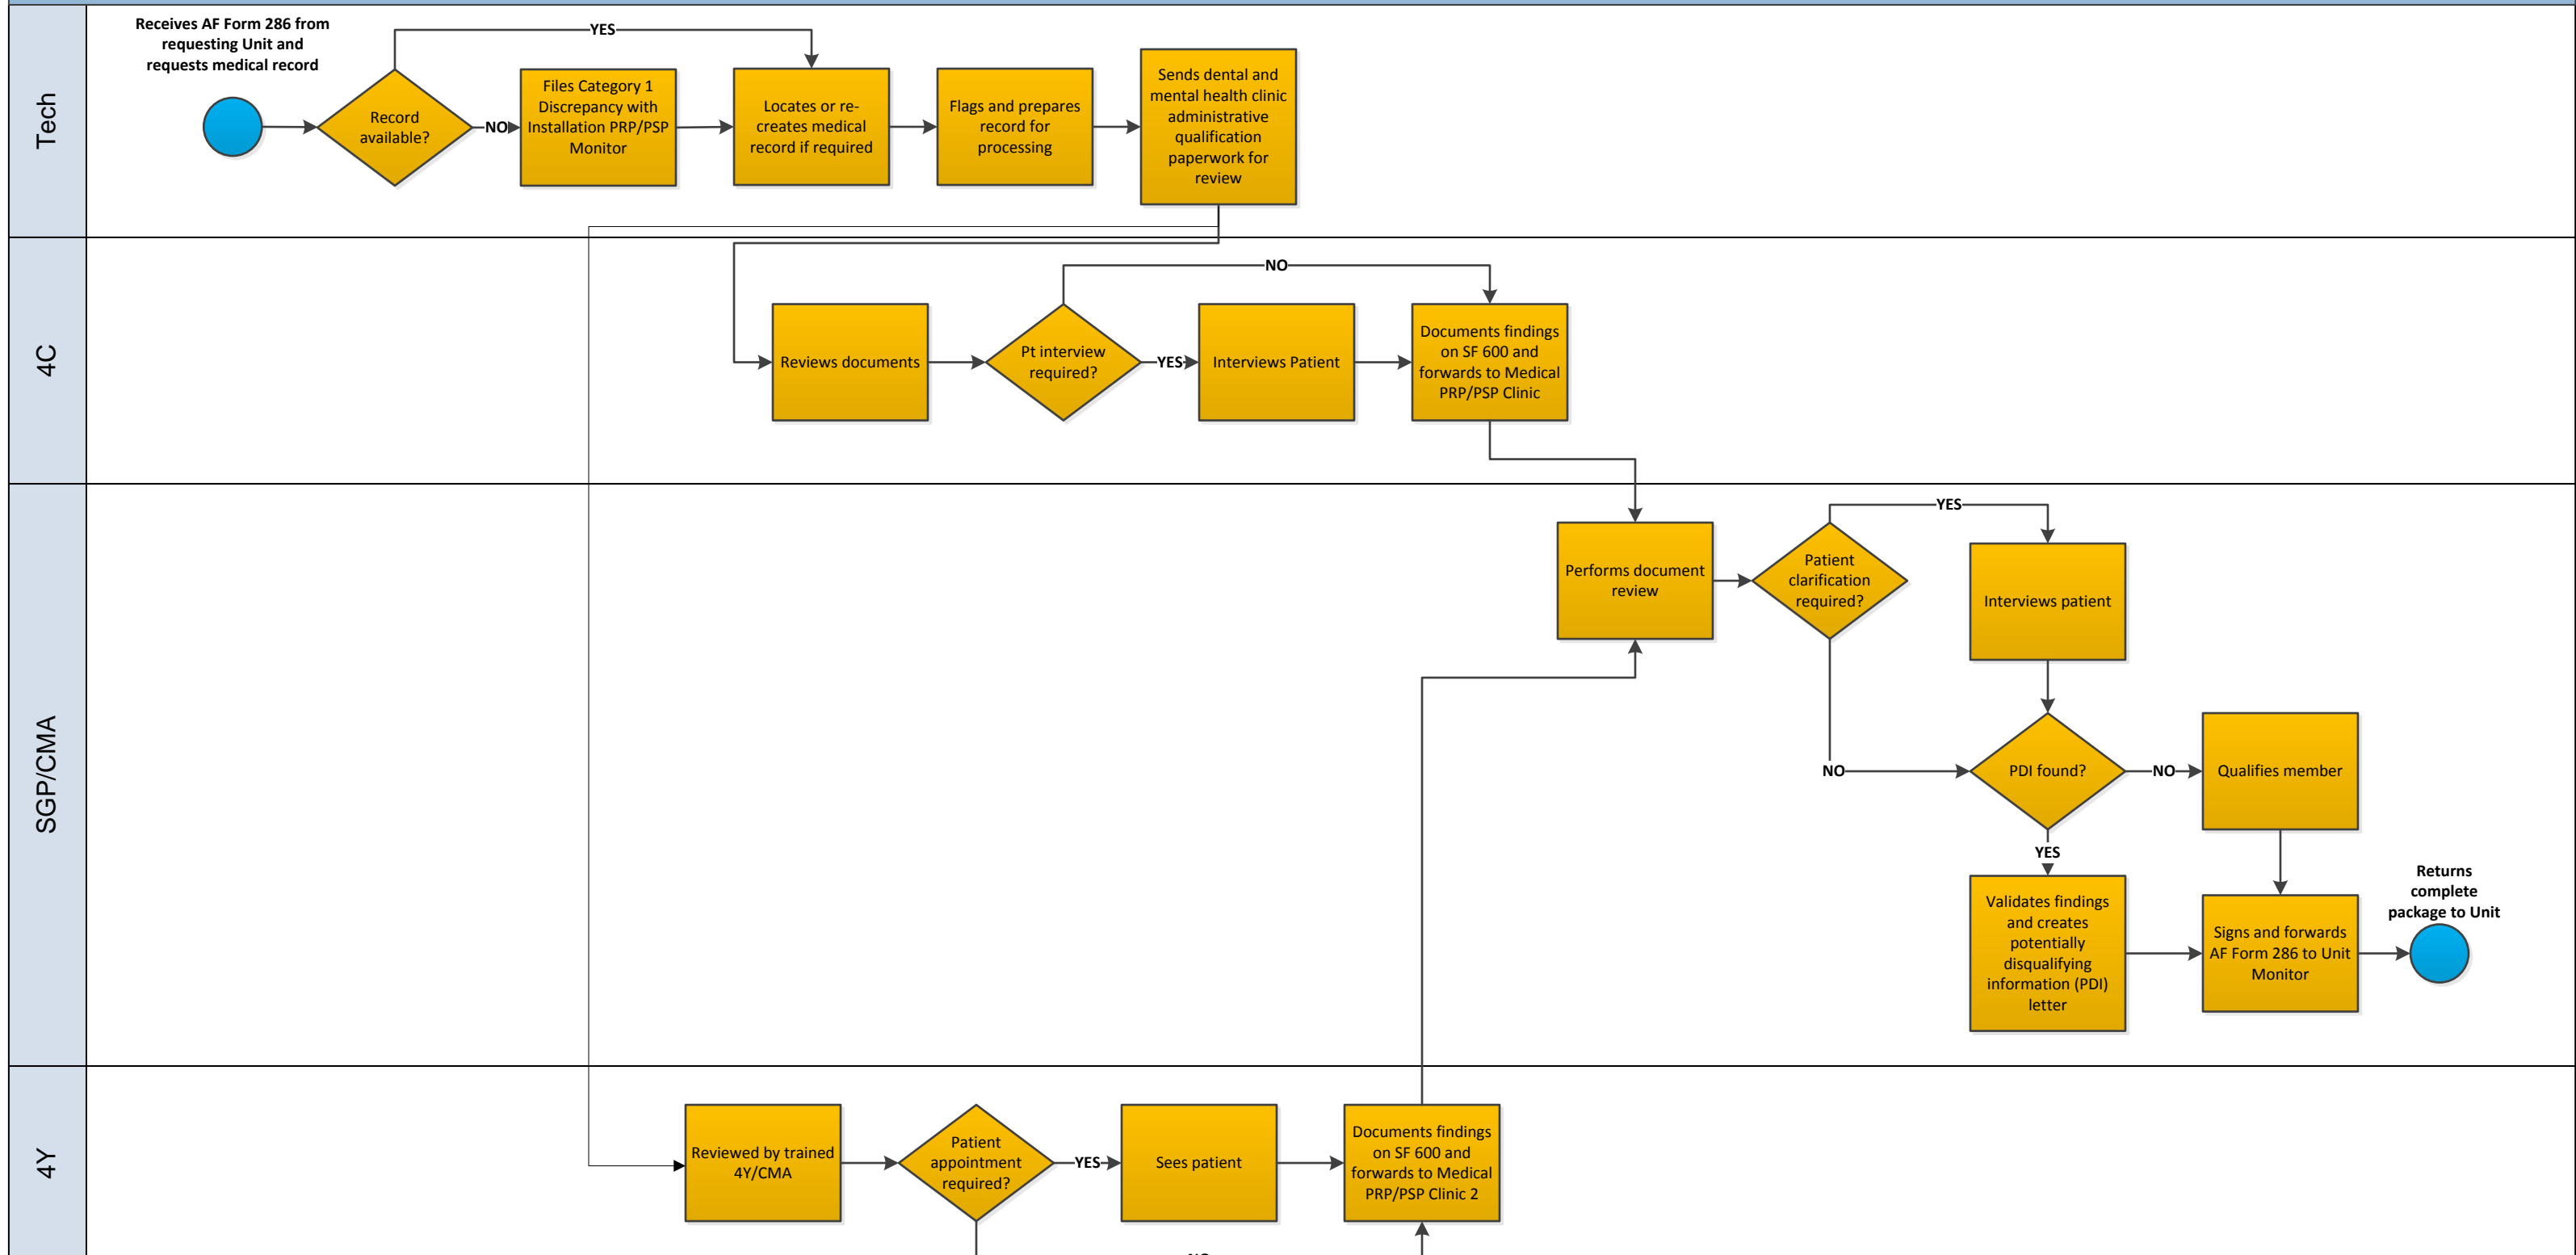 Tech
Receives AF Form 286 from
requesting Unit and
requests medical record
Record
available?
YES
NO
Files Category 1
Discrepancy with
Installation PRP/PSP
Monitor
Locates or re-
creates medical
record if required
Flags and prepares
record for
processing
Sends dental and
mental health clinic
administrative
qualification
paperwork for
review
4C
Reviews documents
Pt interview
required?
NO
YES
Interviews Patient
Documents findings
on SF 600 and
forwards to Medical
PRP/PSP Clinic
SGP/CMA
Performs document
review
Patient
clarification
required?
YES
Interviews patient
NO
PDI found?
NO
Qualifies member
YES
Validates findings
and creates
potentially
disqualifying
information (PDI)
letter
Signs and forwards
AF Form 286 to Unit
Monitor
Returns
complete
package to Unit
4Y
Reviewed by trained
4Y/CMA
Patient
appointment
required?
YES
Sees patient
Documents findings
on SF 600 and
forwards to Medical
PRP/PSP Clinic 2